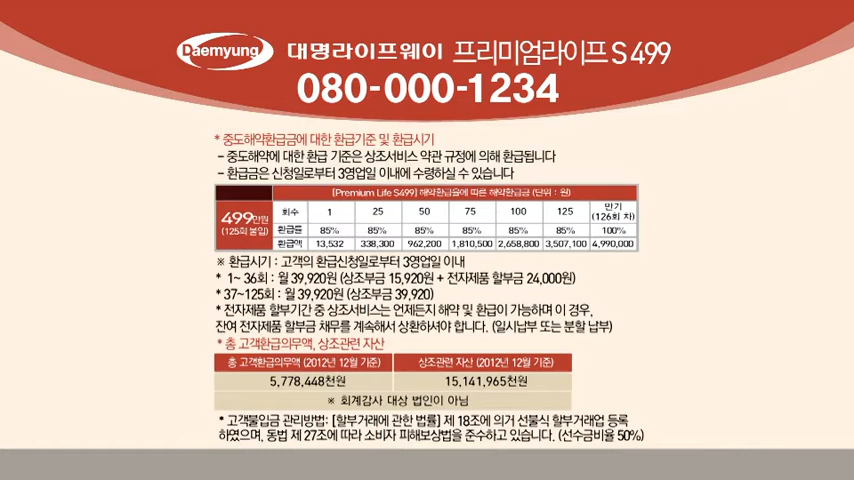 Daemyung 대명라이프웨이 프리미엄라이프 S 499
080-000-1234
* 중도해약환급금에 대한 환급기준 및 환급시기
- 중도해약에 대한 환급 기준은 상조서비스 약관 규정에 의해 환급됩니다
- 환급금은 신청일로부터 3영업일 이내에 수령하실 수 있습니다
[Premium Life S499] 해약환급율에 따른 해약환급금 (단위 : 원)
499만원 (125회 불입)
회수 1 25 50 75 100 125 만기 (126회 차)
환급률 85% 85% 85% 85% 85% 85% 100%
환급액 13,532 338,300 962,200 1,810,500 2,658,800 3,507,100 4,990,000
※ 환급시기 : 고객의 환급신청일로부터 3영업일 이내
* 1~ 36회 : 월 39,920원 (상조부금 15,920원 + 전자제품 할부금 24,000원)
* 37~125회 : 월 39,920원 (상조부금 39,920)
* 전자제품 할부기간 중 상조서비스는 언제든지 해약 및 환급이 가능하며 이 경우,
잔여 전자제품 할부금 채무를 계속해서 상환하셔야 합니다. (일시납부 또는 분할 납부)
* 총 고객환급의무액, 상조관련 자산
총 고객환급의무액 (2012년 12월 기준) 상조관련 자산 (2012년 12월 기준)
5,778,448천원 15,141,965천원
※ 회계감사 대상 법인이 아님
* 고객불입금 관리방법: [할부거래에 관한 법률] 제 18조에 의거 선불식 할부거래업 등록
하였으며, 동법 제 27조에 따라 소비자 피해보상법을 준수하고 있습니다. (선수금비율 50%)